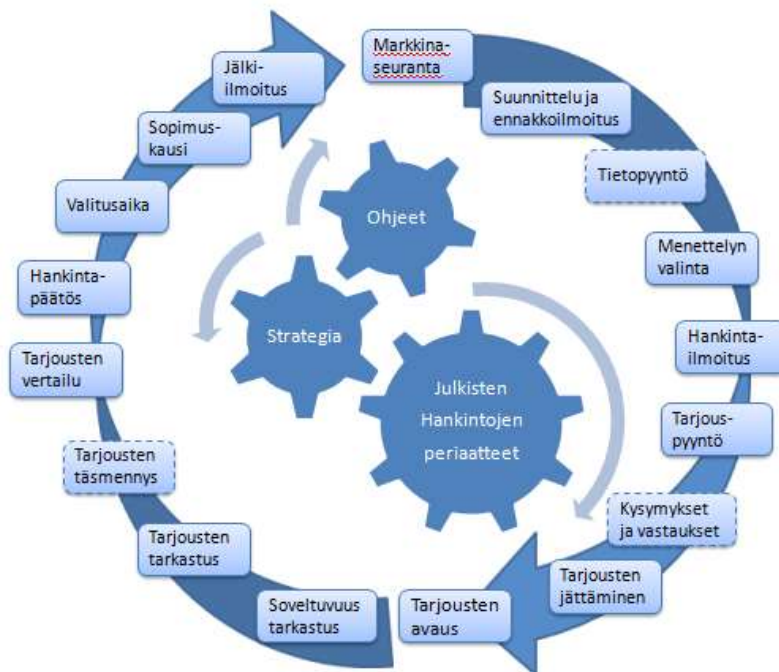 Markkina-
seuranta
Suunnittelu ja
ennakkoilmoitus
Tietopyyntö
Menettelyn
valinta
Hankinta-
ilmoitus
Tarjous-
pyyntö
Kysymykset
ja vastaukset
Tarjousten
jättäminen
Tarjousten
avaus
Soveltuvuus
tarkastus
Tarjousten
tarkastus
Tarjousten
täsmennys
Tarjousten
vertailu
Hankinta-
päätös
Valitusaika
Sopimus-
kausi
Jälki-
ilmoitus
Ohjeet
Strategia
Julkisten
Hankintojen
periaatteet